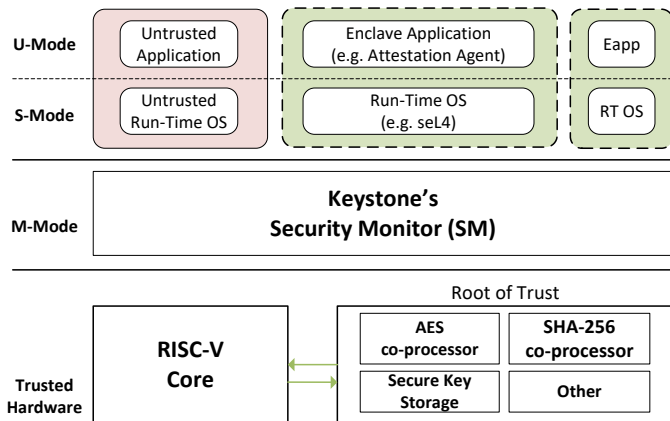 U-Mode
Untrusted
Application
Enclave Application
(e.g. Attestation Agent)
Eapp
S-Mode
Untrusted
Run-Time OS
Run-Time OS
(e.g. seL4)
RT OS
M-Mode
Keystone's
Security Monitor (SM)
Trusted
Hardware
RISC-V
Core
Root of Trust
AES
co-processor
SHA-256
co-processor
Secure Key
Storage
Other